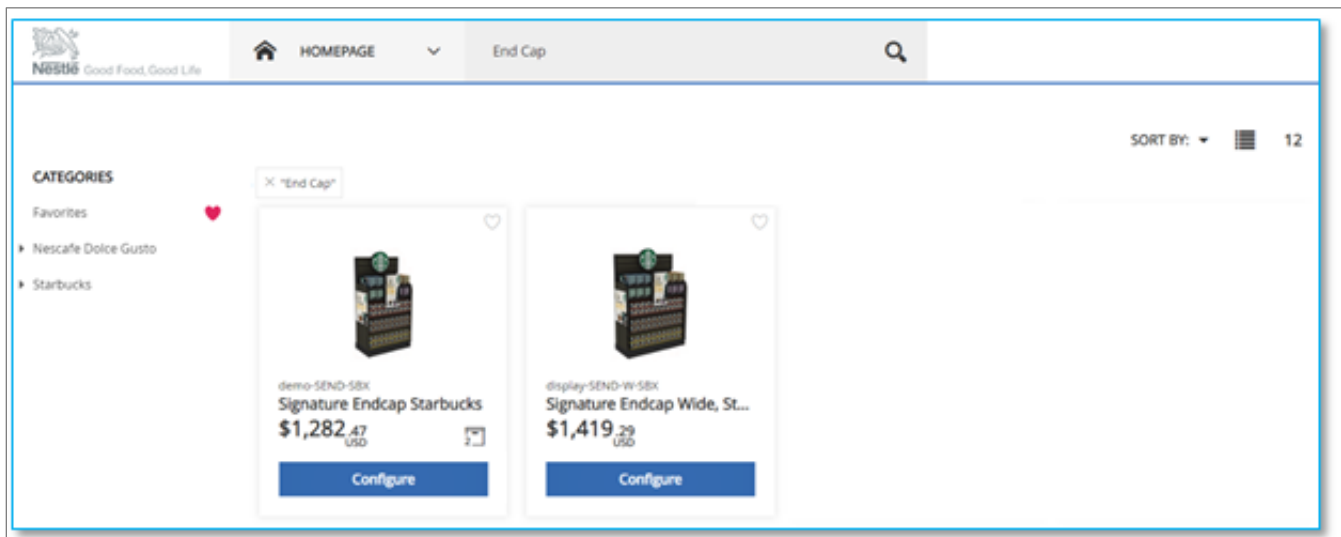 Nestlé Good Food, Good Life
HOMEPAGE
End Cap
SORT BY:
12
CATEGORIES
× "End Cap"
Favorites
Nescafe Dolce Gusto
Starbucks
demo-SEND-SBX
Signature Endcap Starbucks
$1,282.47
USD
2
Configure
display-SEND-W-SBX
Signature Endcap Wide, St...
$1,419.29
USD
Configure